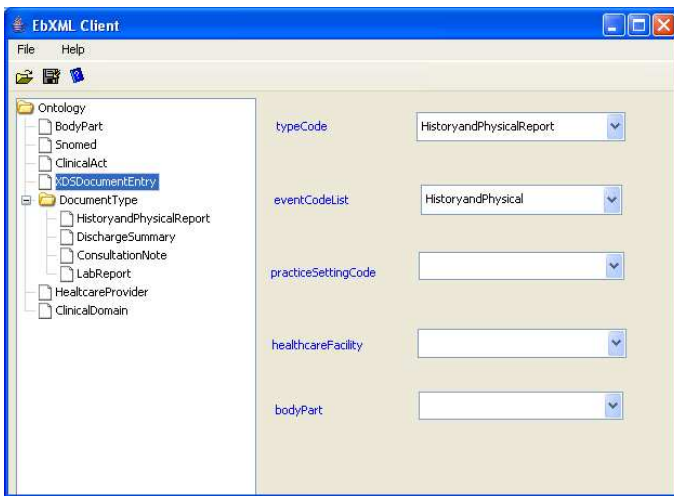 EbXML Client
File Help
Ontology
BodyPart
Snomed
ClinicalAct
XDSDocumentEntry
DocumentType
HistoryandPhysicalReport
DischargeSummary
ConsultationNote
LabReport
HealtcareProvider
ClinicalDomain
typeCode HistoryandPhysicalReport
eventCodeList HistoryandPhysical
practiceSettingCode
healthcareFacility
bodyPart